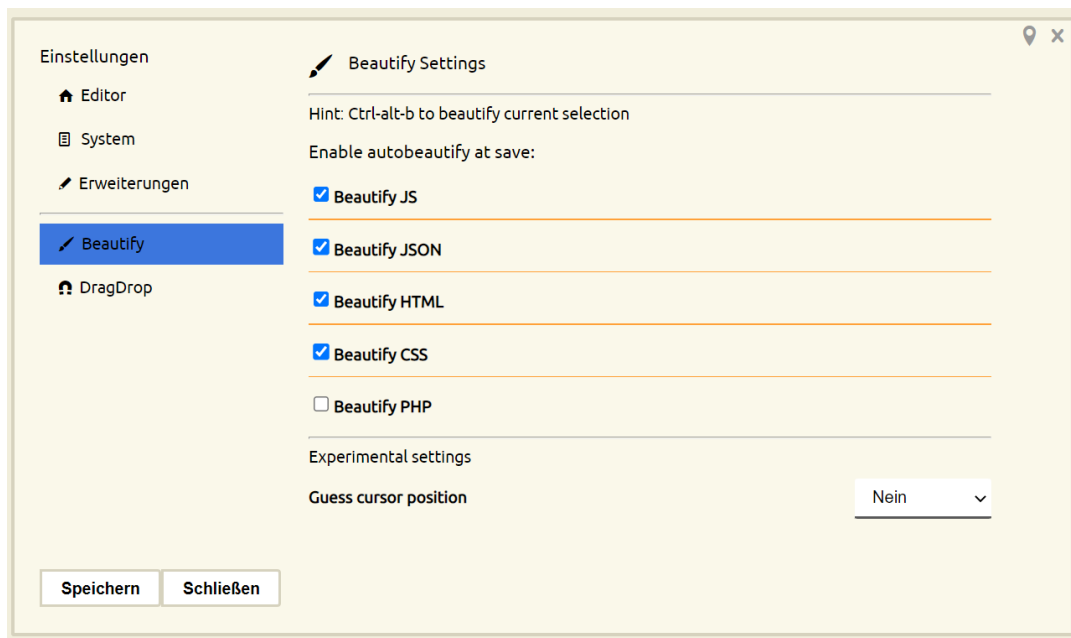 Einstellungen
Editor
System
Erweiterungen
Beautify
DragDrop
Beautify Settings
Hint: Ctrl-alt-b to beautify current selection
Enable autobeautify at save:
Beautify JS
Beautify JSON
Beautify HTML
Beautify CSS
Beautify PHP
Experimental settings
Guess cursor position
Nein
Speichern
Schließen